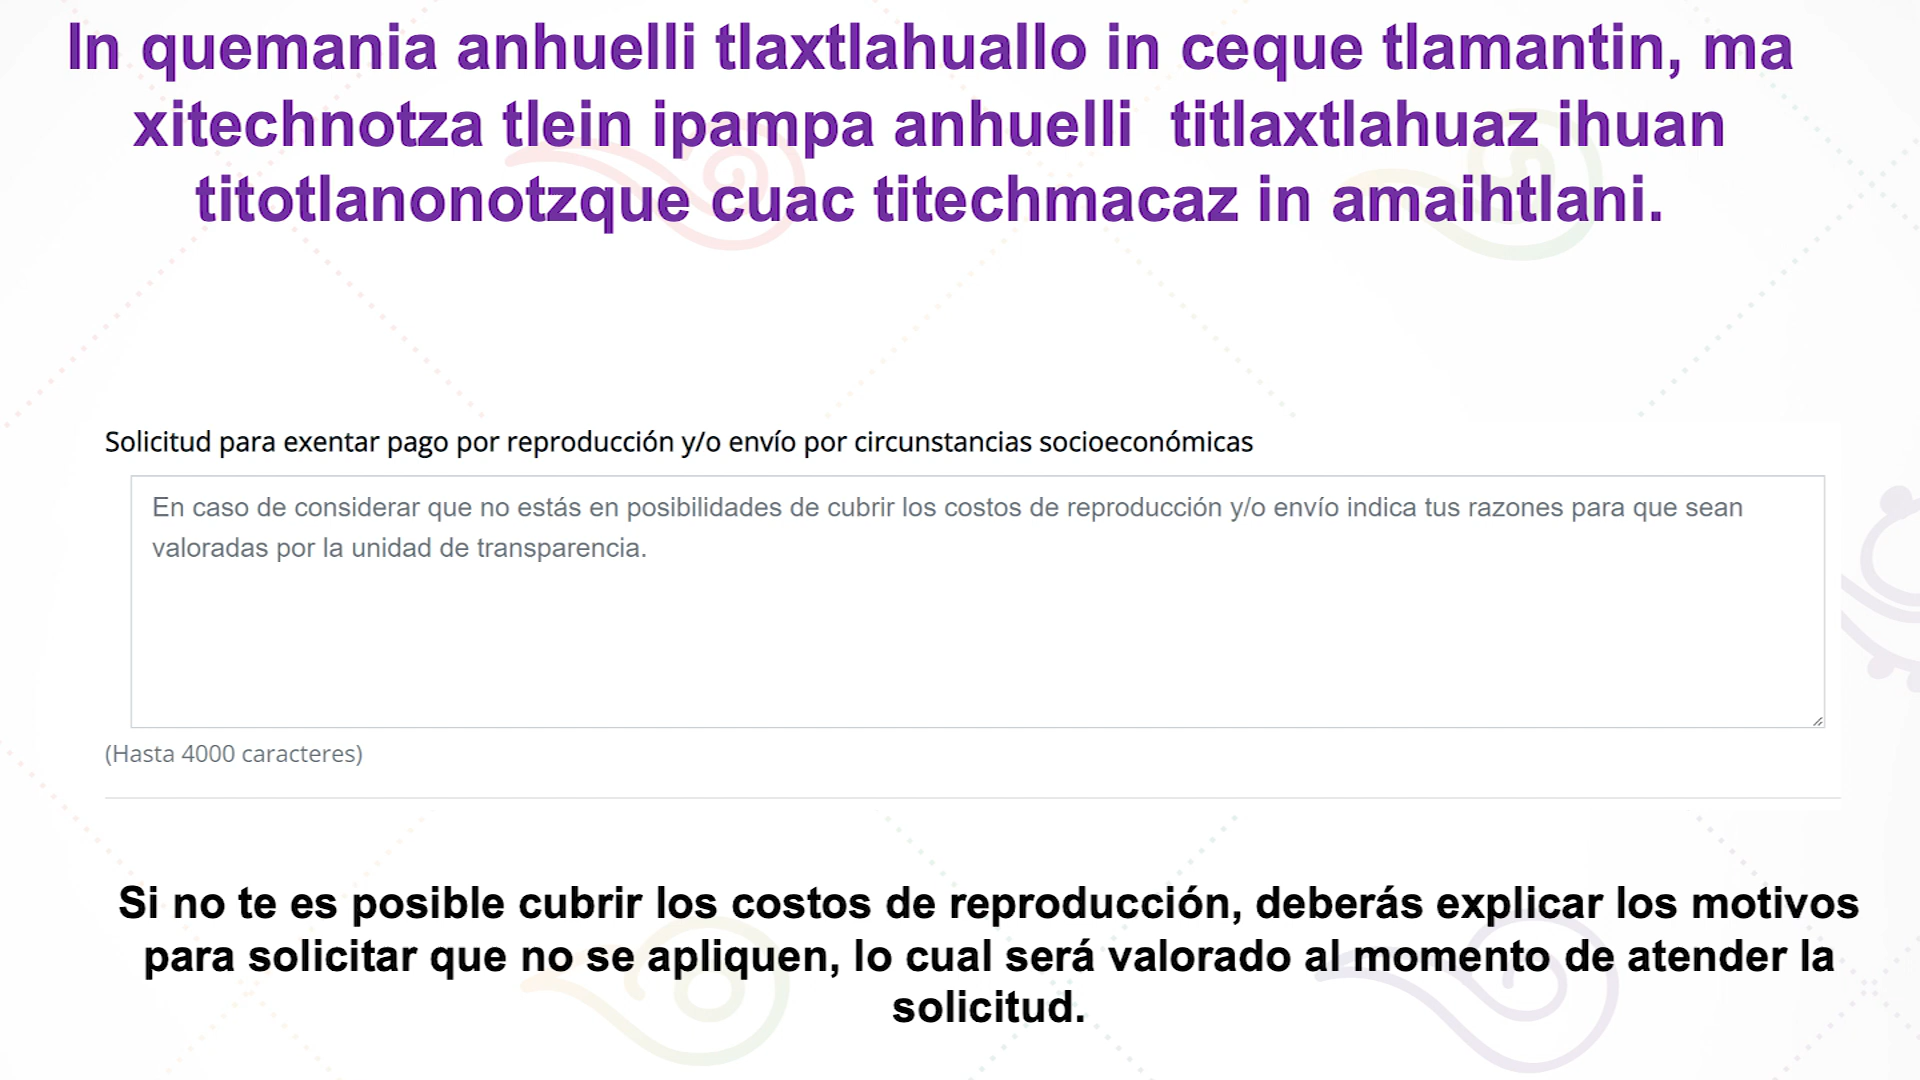 In quemania anhuelli tlaxtlahuallo in ceque tlamantin, ma
xitechnotza tlein ipampa anhuelli titlaxtlahuaz ihuan
titotlanonotzque cuac titechmacaz in amaihtlani.
Solicitud para exentar pago por reproducción y/o envío por circunstancias socioeconómicas
En caso de considerar que no estás en posibilidades de cubrir los costos de reproducción y/o envío indica tus razones para que sean
valoradas por la unidad de transparencia.
(Hasta 4000 caracteres)
Si no te es posible cubrir los costos de reproducción, deberás explicar los motivos
para solicitar que no se apliquen, lo cual será valorado al momento de atender la
solicitud.